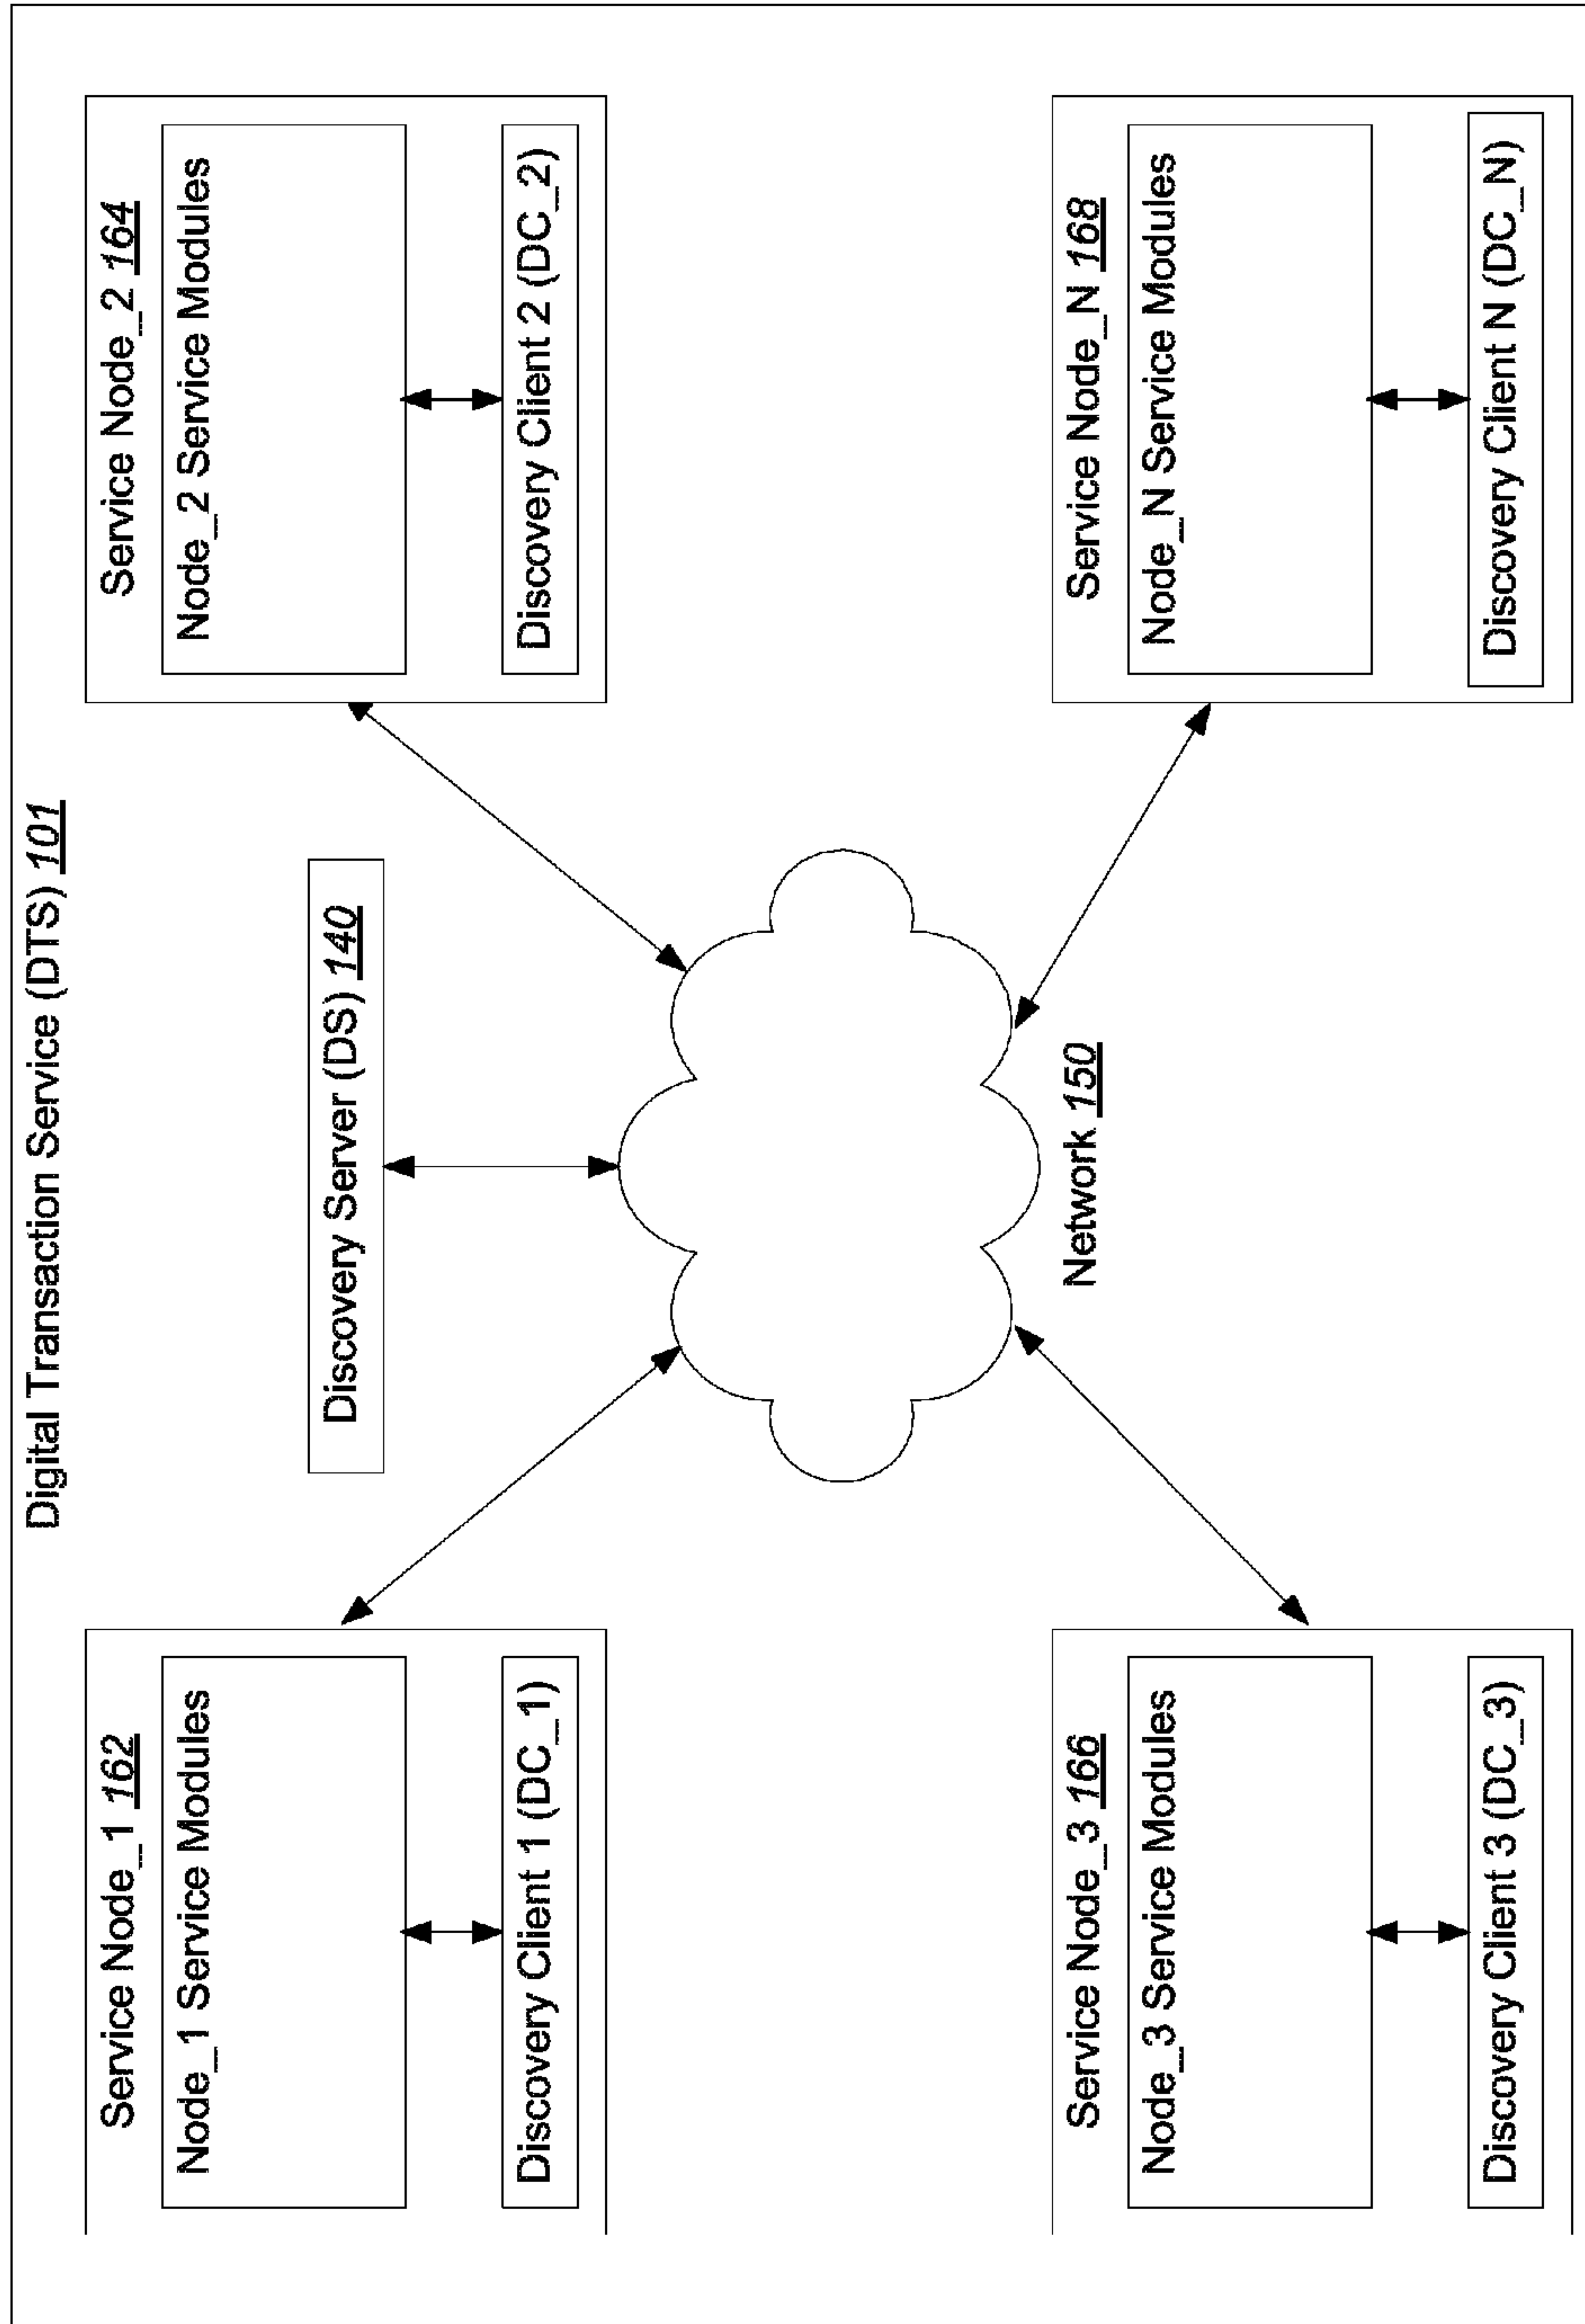 Digital Transaction Service (DTS) 101
Service Node_1 162
Node_1 Service Modules
Discovery Client 1 (DC_1)
Discovery Server (DS) 140
Service Node_2 164
Node_2 Service Modules
Discovery Client 2 (DC_2)
Network 150
Service Node_3 166
Node_3 Service Modules
Discovery Client 3 (DC_3)
Service Node_N 168
Node_N Service Modules
Discovery Client N (DC_N)